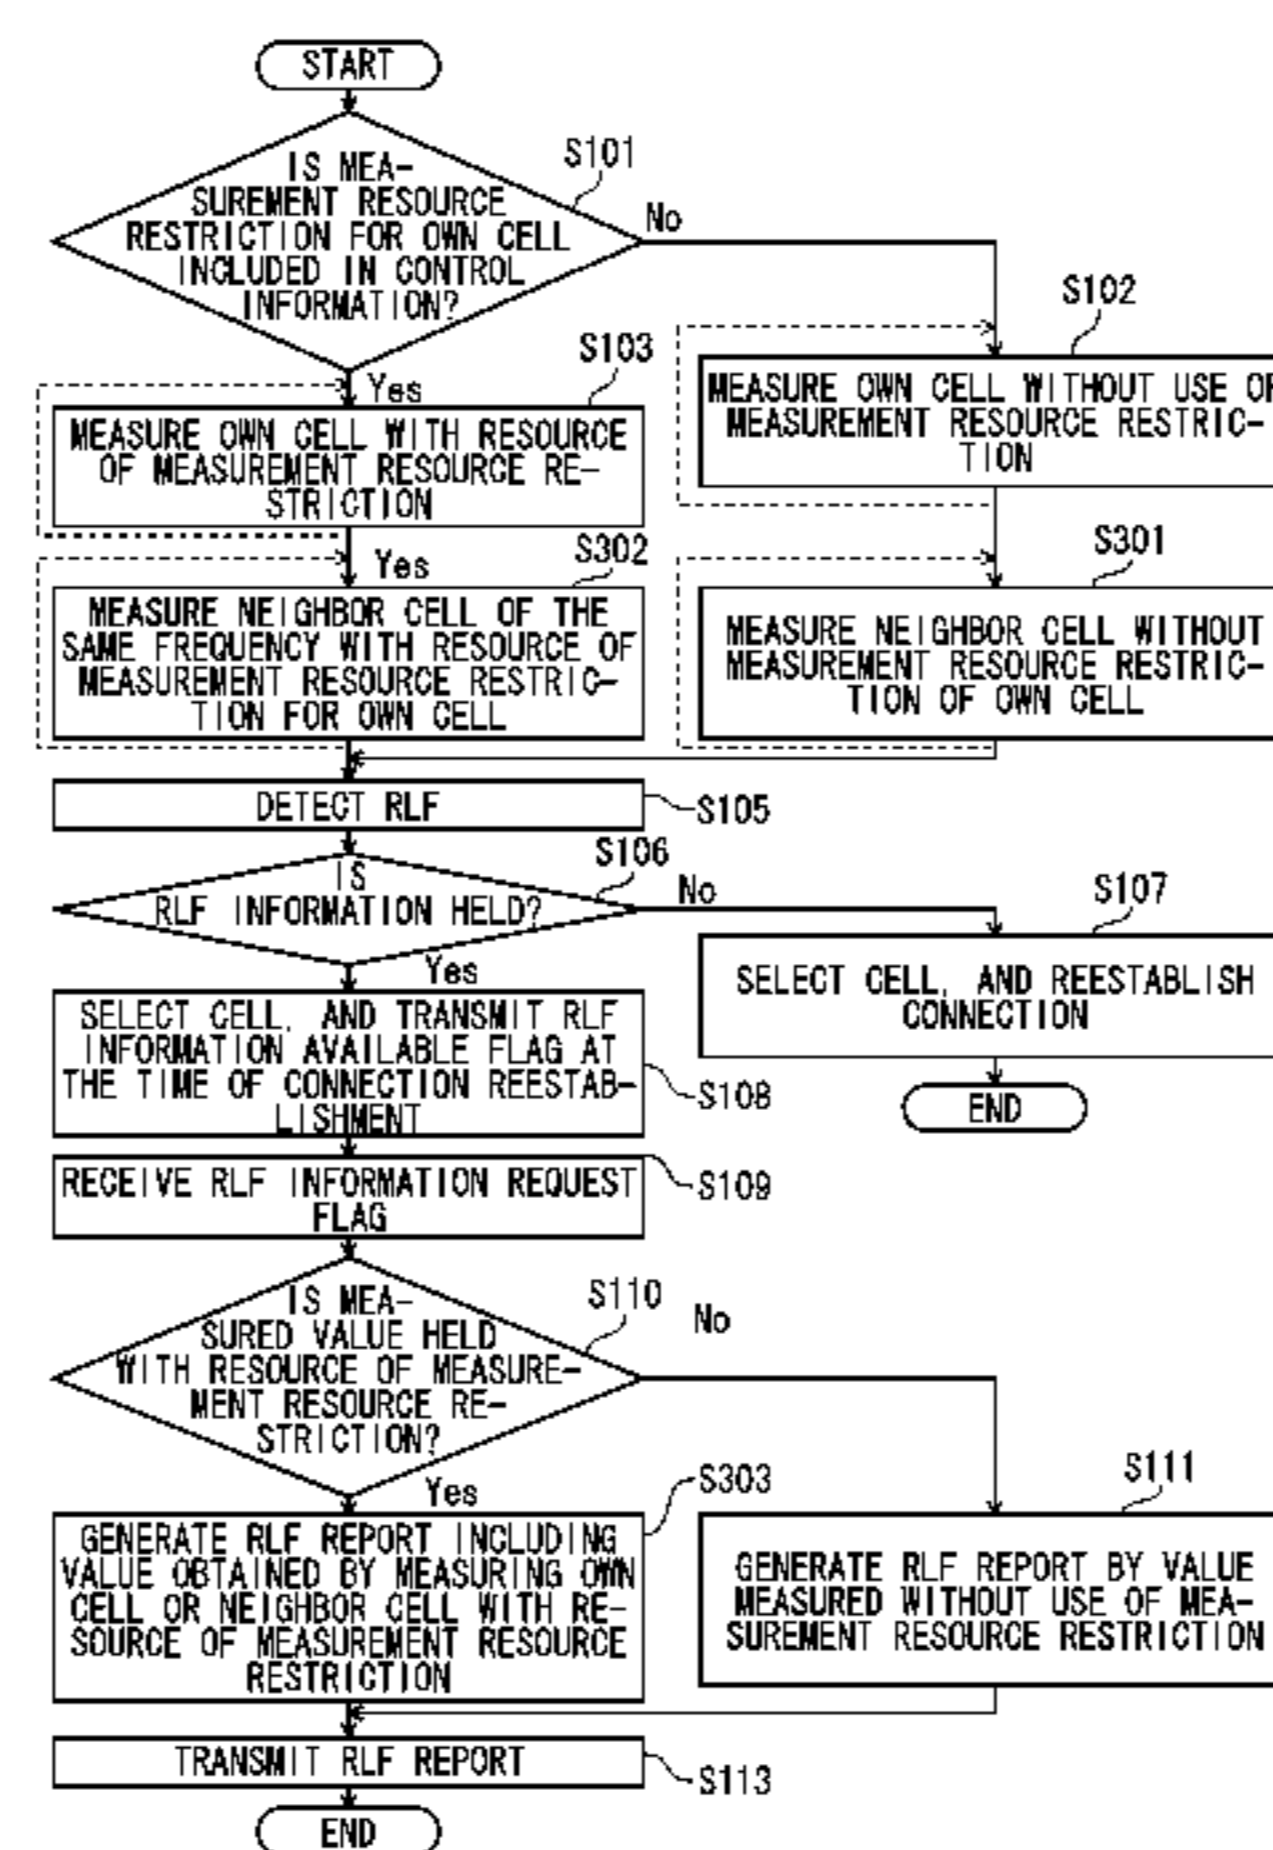 START
IS MEA-
SUREMENT RESOURCE
RESTRICTION FOR OWN CELL
INCLUDED IN CONTROL
INFORMATION?
S101
No
S102
MEASURE OWN CELL WITHOUT USE OF
MEASUREMENT RESOURCE RESTRIC-
TION
Yes
S103
MEASURE OWN CELL WITH RESOURCE
OF MEASUREMENT RESOURCE RE-
STRICTION
Yes
S302
MEASURE NEIGHBOR CELL OF THE
SAME FREQUENCY WITH RESOURCE OF
MEASUREMENT RESOURCE RESTRIC-
TION FOR OWN CELL
S301
MEASURE NEIGHBOR CELL WITHOUT
MEASUREMENT RESOURCE RESTRIC-
TION OF OWN CELL
DETECT RLF
S105
IS
RLF INFORMATION HELD?
S106
No
S107
SELECT CELL, AND REESTABLISH
CONNECTION
END
Yes
SELECT CELL, AND TRANSMIT RLF
INFORMATION AVAILABLE FLAG AT
THE TIME OF CONNECTION REESTAB-
LISHMENT
S108
RECEIVE RLF INFORMATION REQUEST
FLAG
S109
IS MEA-
SURED VALUE HELD
WITH RESOURCE OF MEASURE-
MENT RESOURCE RE-
STRICTION?
S110
No
S111
GENERATE RLF REPORT BY VALUE
MEASURED WITHOUT USE OF MEA-
SUREMENT RESOURCE RESTRICTION
Yes
S303
GENERATE RLF REPORT INCLUDING
VALUE OBTAINED BY MEASURING OWN
CELL OR NEIGHBOR CELL WITH RE-
SOURCE OF MEASUREMENT RESOURCE
RESTRICTION
TRANSMIT RLF REPORT
S113
END